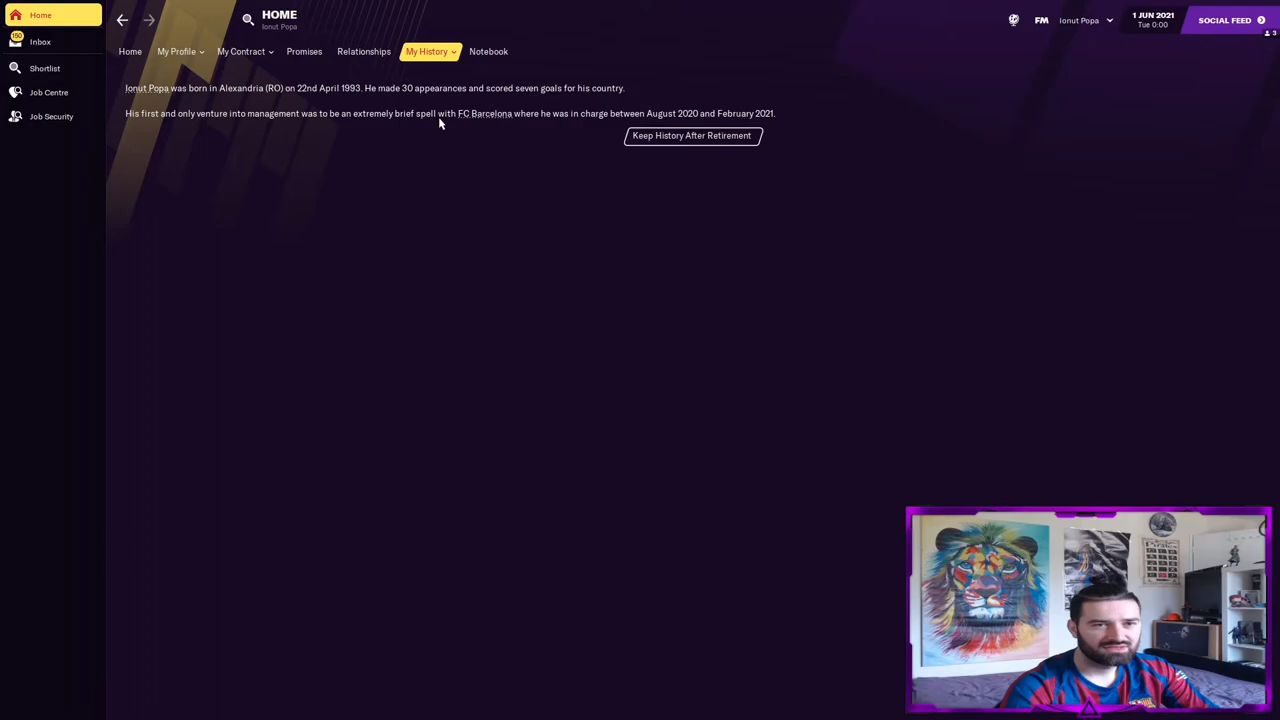 Home
150
Inbox
Shortlist
Job Centre
Job Security
HOME
Ionut Popa
FM
Ionut Popa
1 JUN 2021
Tue 0:00
SOCIAL FEED
3
Home
My Profile
My Contract
Promises
Relationships
My History
Notebook
Ionut Popa was born in Alexandria (RO) on 22nd April 1993. He made 30 appearances and scored seven goals for his country.
His first and only venture into management was to be an extremely brief spell with FC Barcelona where he was in charge between August 2020 and February 2021.
Keep History After Retirement